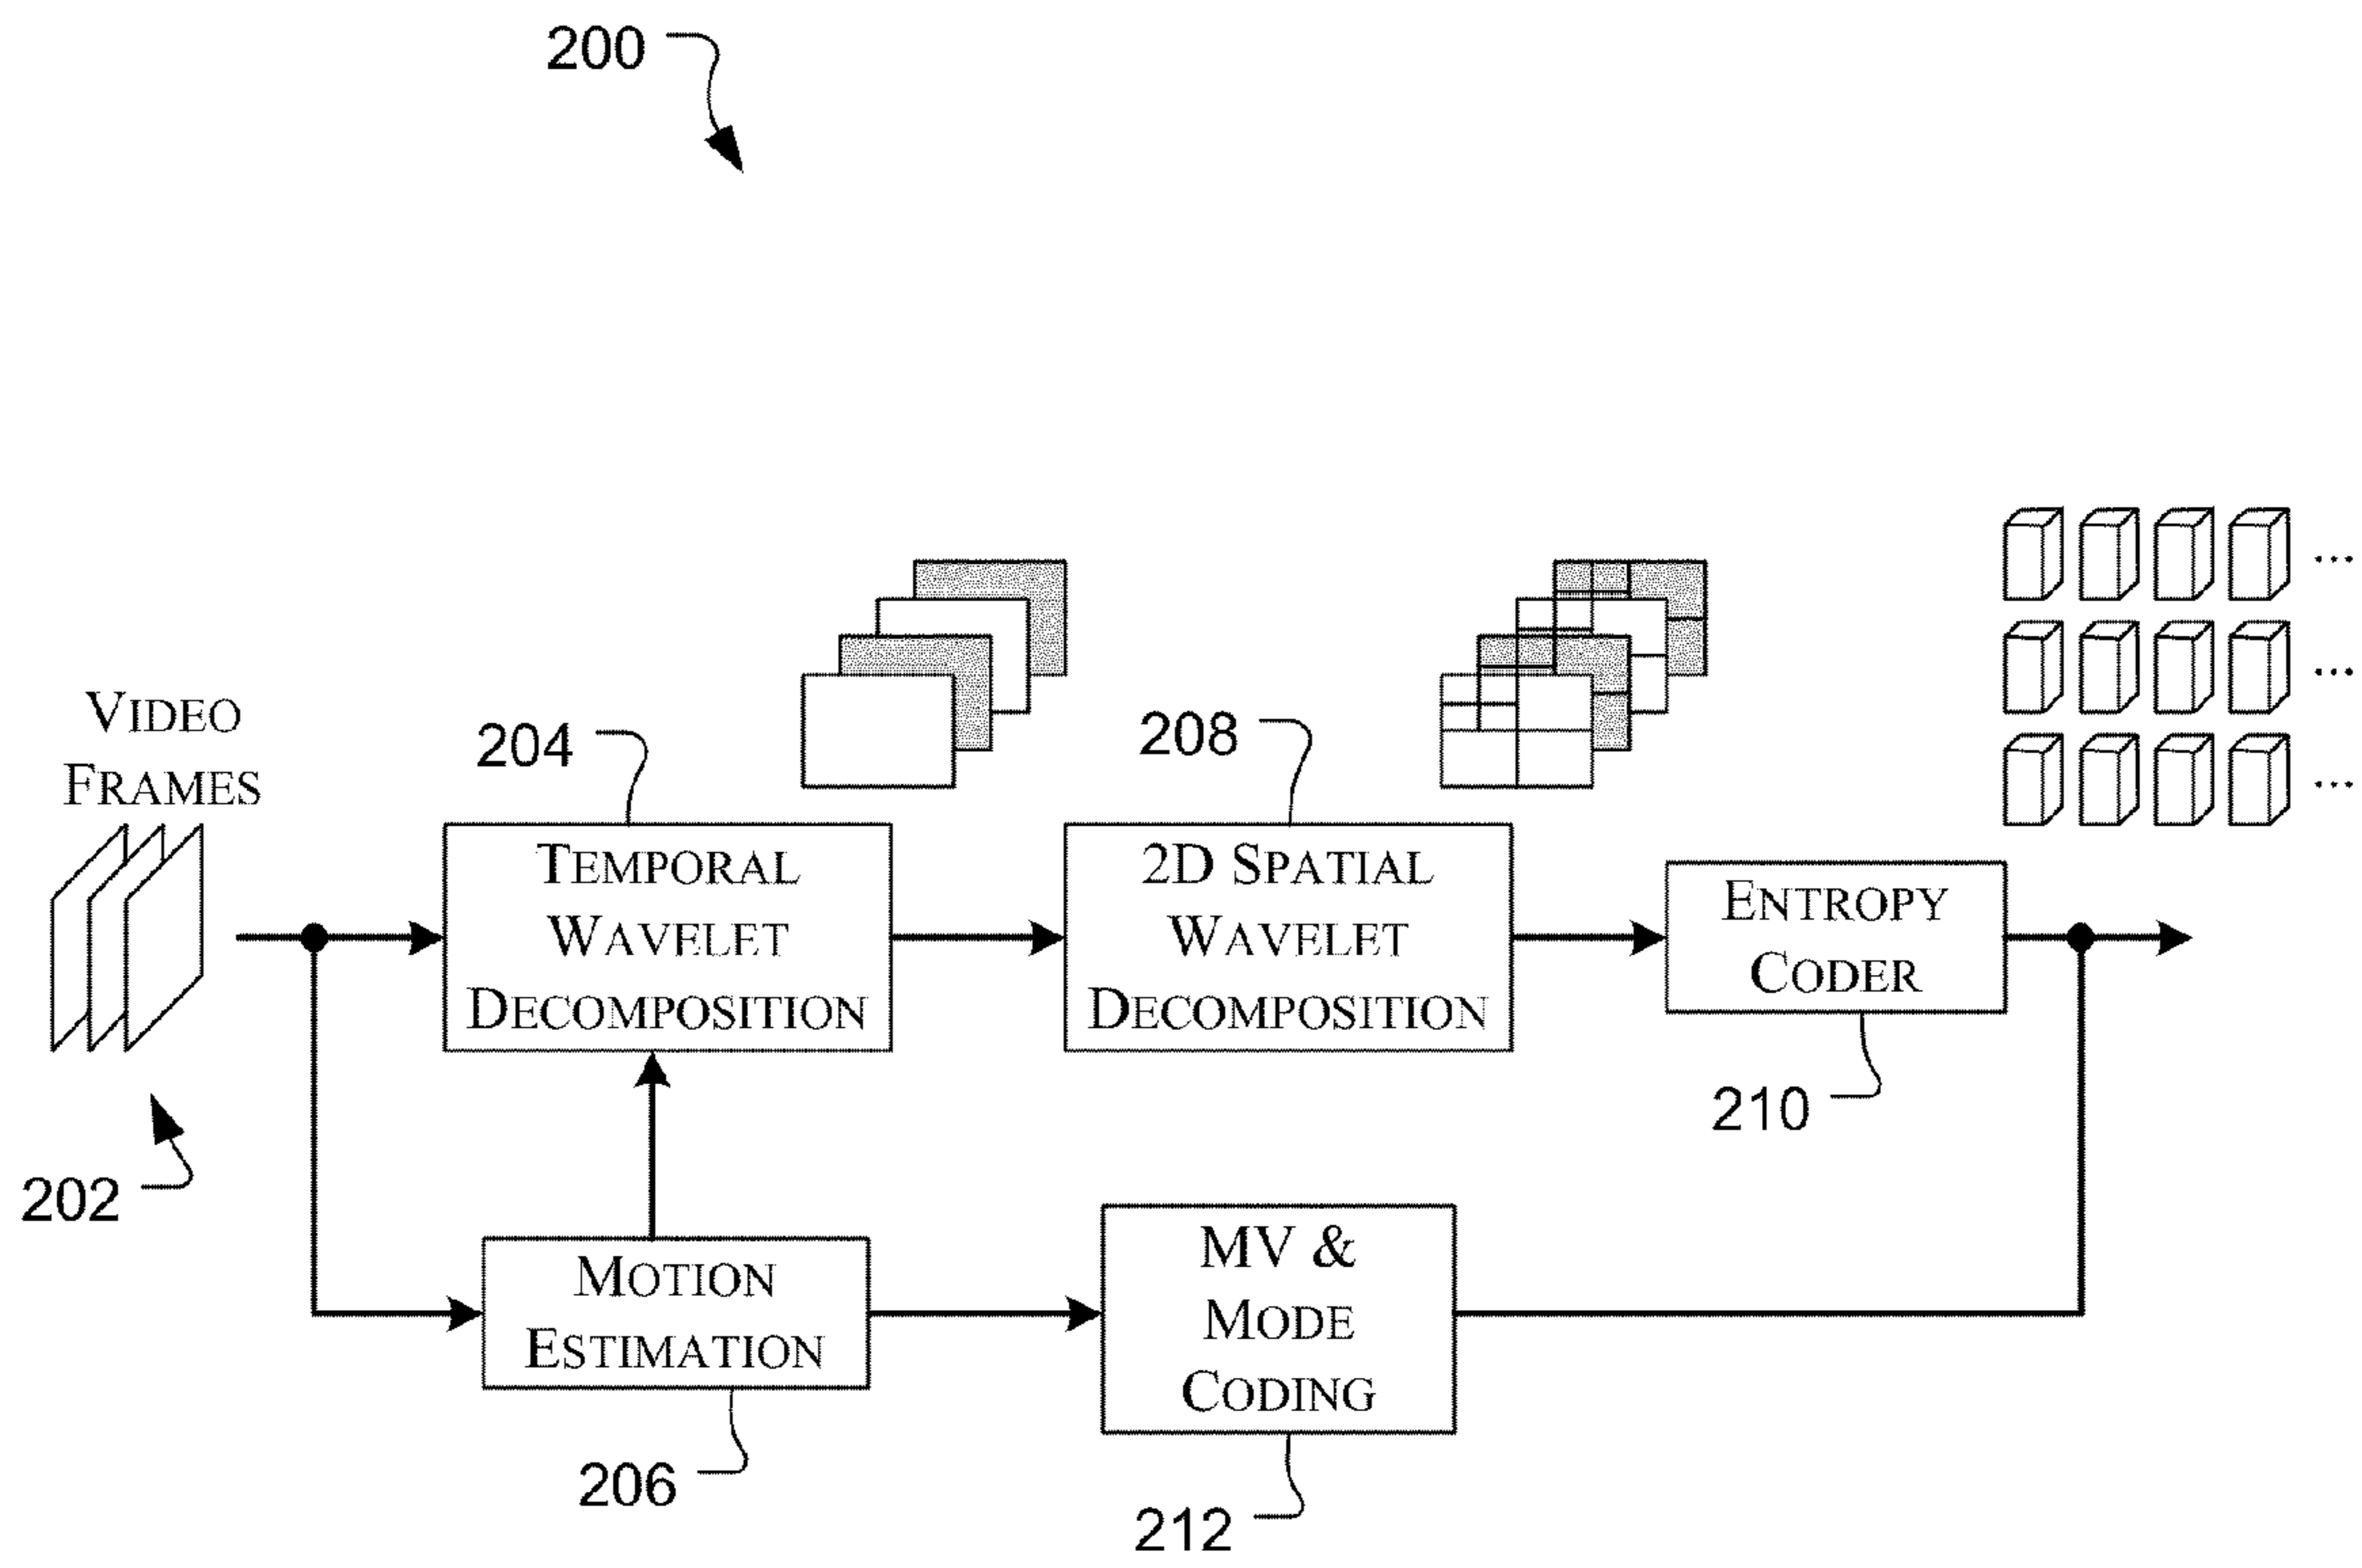 200
VIDEO
FRAMES
204
208
TEMPORAL
WAVELET
DECOMPOSITION
2D SPATIAL
WAVELET
DECOMPOSITION
ENTROPY
CODER
...
...
...
202
210
MOTION
ESTIMATION
MV &
MODE
CODING
206
212